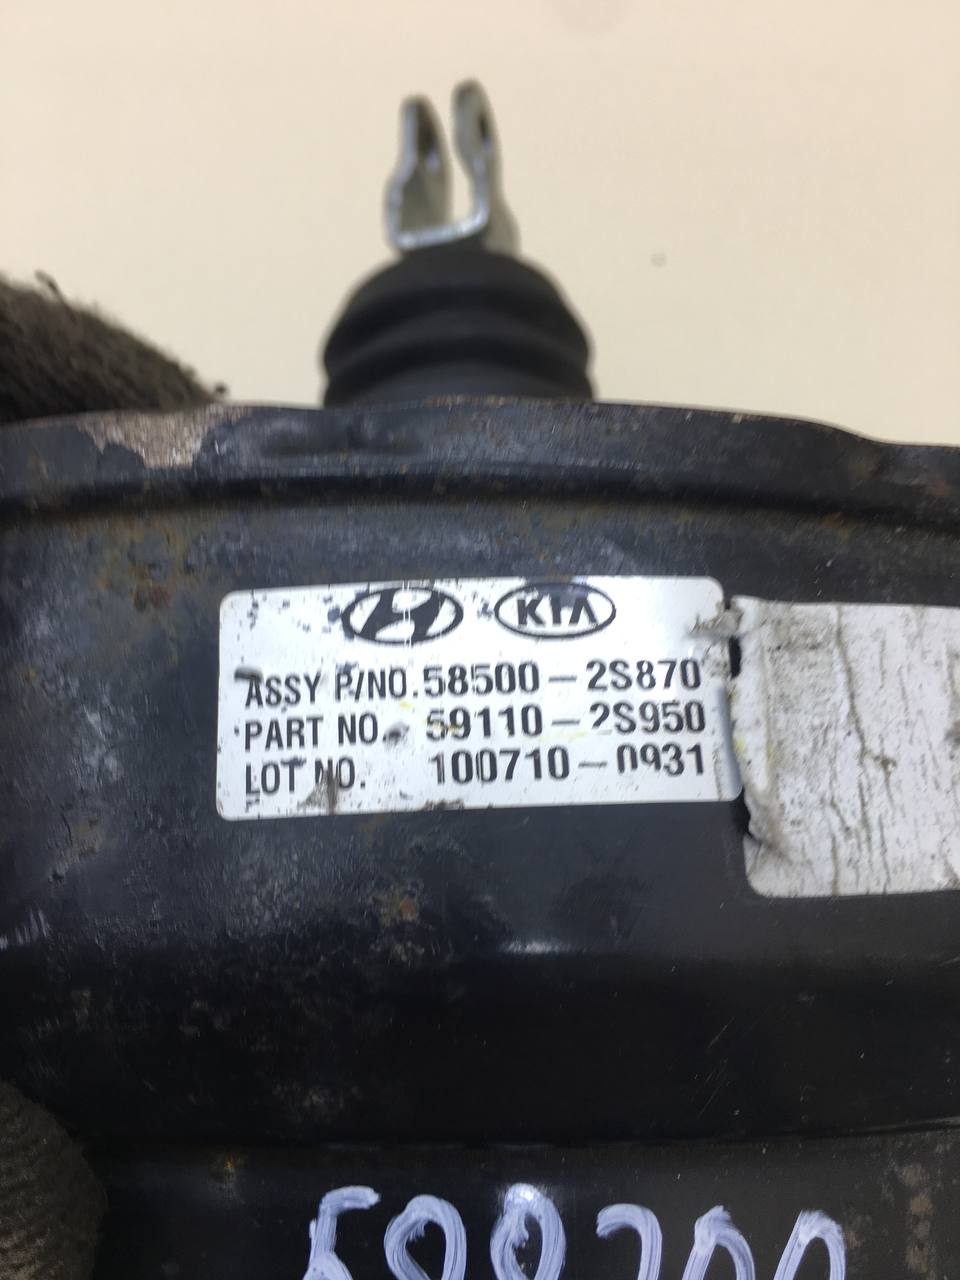 KIA
ASSY P/NO. 58500-2S870
PART NO. 59110-2S950
LOT NO. 100710-0931